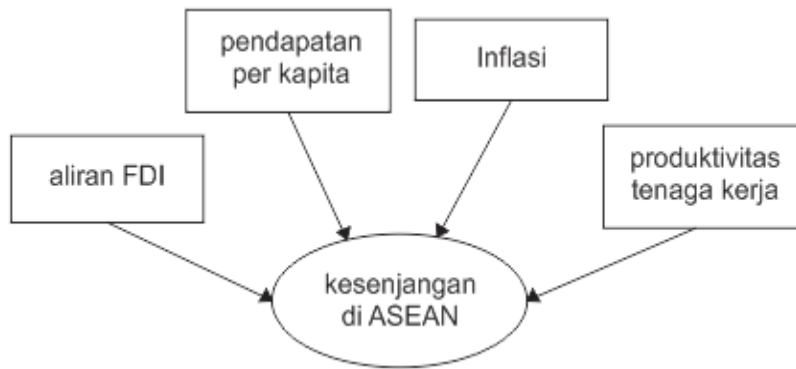 pendapatan
per kapita
Inflasi
aliran FDI
produktivitas
tenaga kerja
kesenjangan
di ASEAN